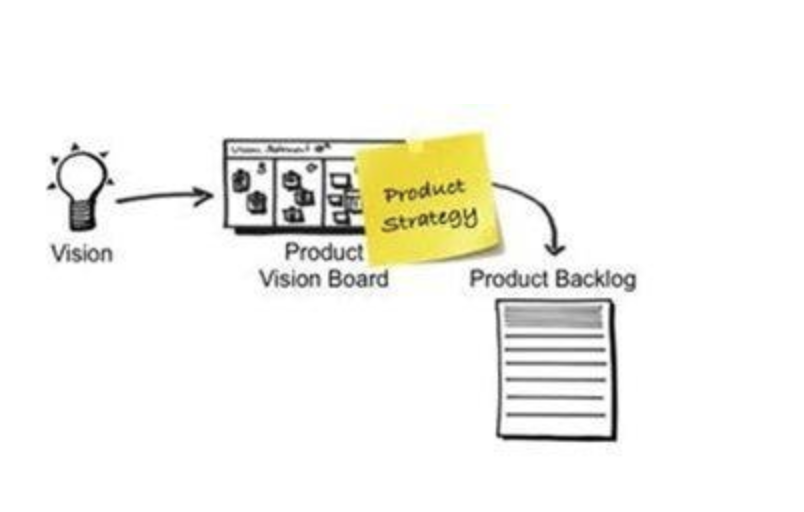 Vision
Product
Vision Board
Product
Strategy
Product Backlog